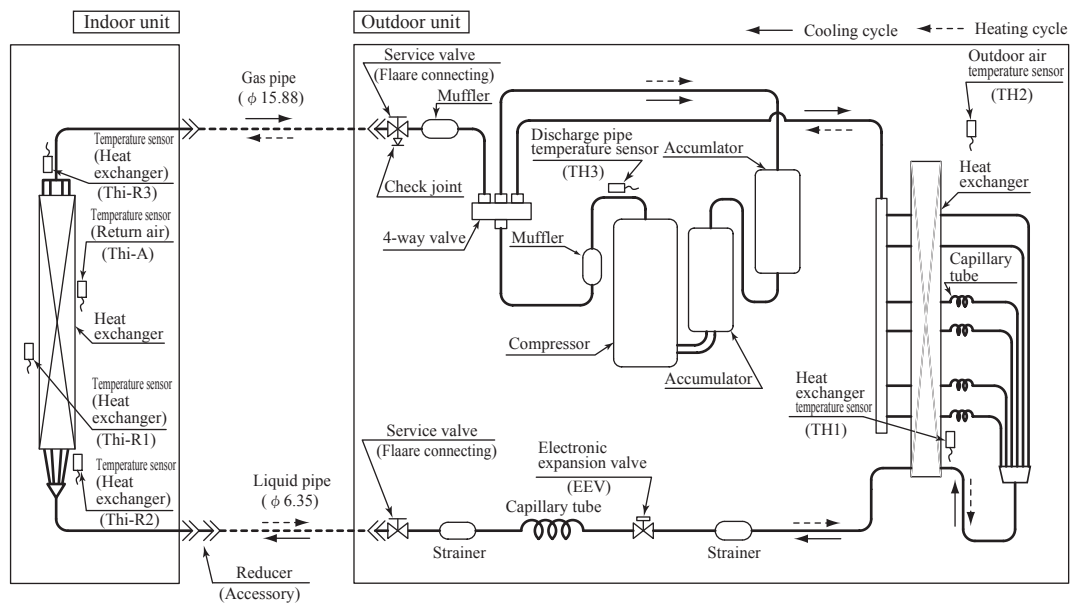 Indoor unit
Outdoor unit
Cooling cycle
Heating cycle
Service valve
(Flaare connecting)
Gas pipe
( ϕ 15.88)
Muffler
Outdoor air
temperature sensor
(TH2)
Temperature sensor
(Heat
exchanger)
(Thi-R3)
Discharge pipe
temperature sensor
(TH3)
Accumlator
Check joint
Heat
exchanger
Temperature sensor
(Return air)
(Thi-A)
4-way valve
Muffler
Capillary
tube
Heat
exchanger
Compressor
Accumulator
Heat
exchanger
temperature sensor
(TH1)
Temperature sensor
(Heat
exchanger)
(Thi-R1)
Service valve
(Flaare connecting)
Electronic
expansion valve
(EEV)
Temperature sensor
(Heat
exchanger)
(Thi-R2)
Liquid pipe
( ϕ 6.35)
Capillary tube
Strainer
Strainer
Reducer
(Accessory)